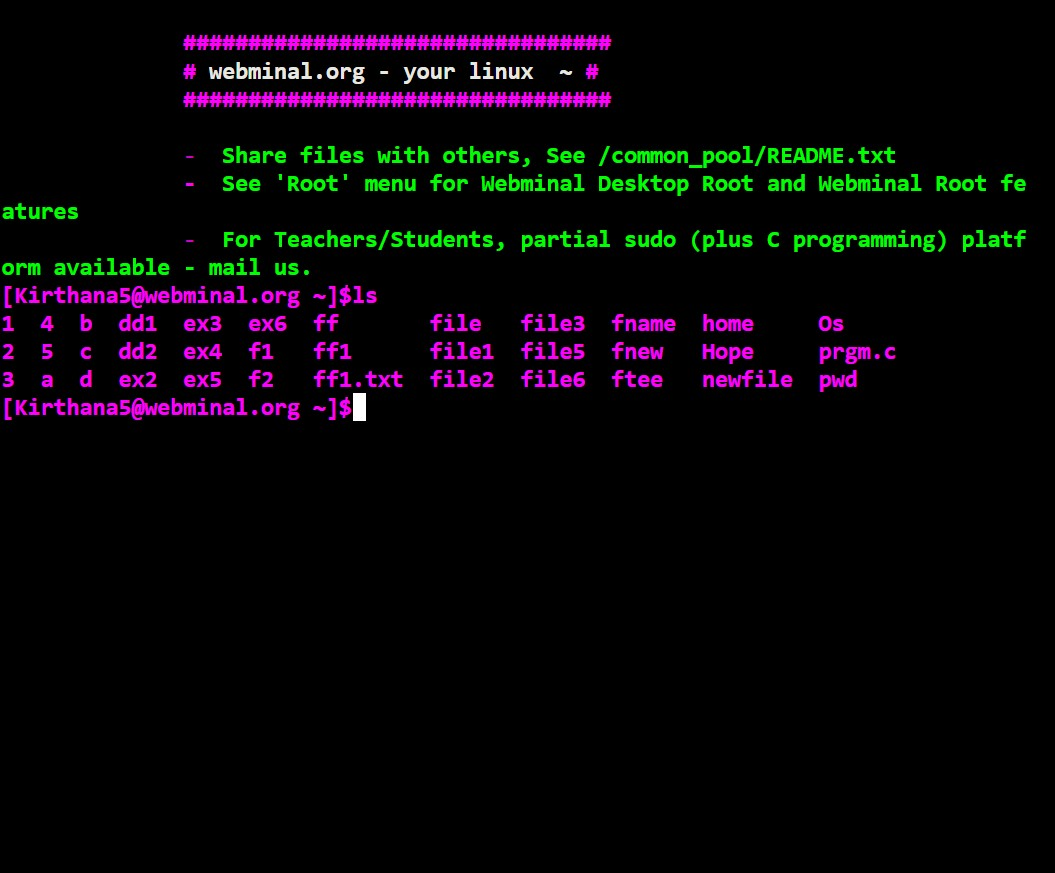 #################################
# webminal.org - your linux  ~ #
#################################
-  Share files with others, See /common_pool/README.txt
-  See 'Root' menu for Webminal Desktop Root and Webminal Root fe
atures
-  For Teachers/Students, partial sudo (plus C programming) platf
orm available - mail us.
[Kirthana5@webminal.org ~]$ls
1  4  b  dd1  ex3  ex6  ff       file   file3  fname  home     Os
2  5  c  dd2  ex4  f1   ff1      file1  file5  fnew   Hope     prgm.c
3  a  d  ex2  ex5  f2   ff1.txt  file2  file6  ftee   newfile  pwd
[Kirthana5@webminal.org ~]$